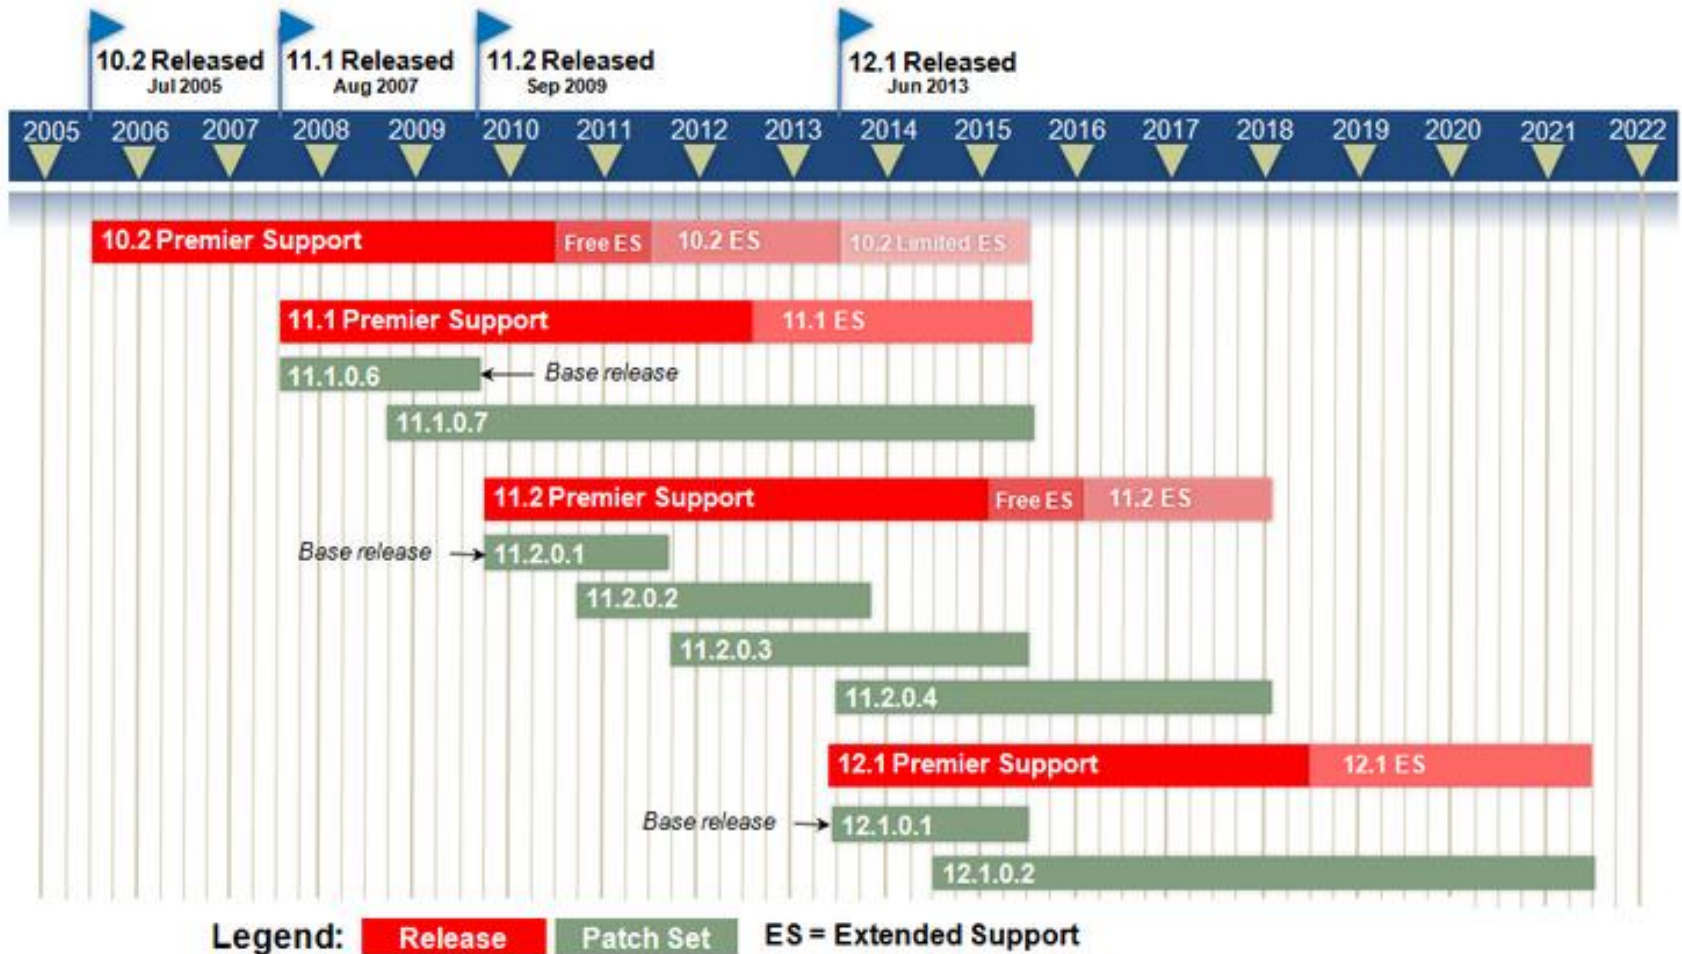 10.2 Released
Jul 2005
11.1 Released
Aug 2007
11.2 Released
Sep 2009
12.1 Released
Jun 2013
2005 2006 2007 2008 2009 2010 2011 2012 2013 2014 2015 2016 2017 2018 2019 2020 2021 2022
10.2 Premier Support Free ES 10.2 ES 10.2 Limited ES
11.1 Premier Support 11.1 ES
11.1.0.6 Base release
11.1.0.7
11.2 Premier Support Free ES 11.2 ES
Base release 11.2.0.1
11.2.0.2
11.2.0.3
11.2.0.4
12.1 Premier Support 12.1 ES
Base release 12.1.0.1
12.1.0.2
Legend: Release Patch Set ES = Extended Support